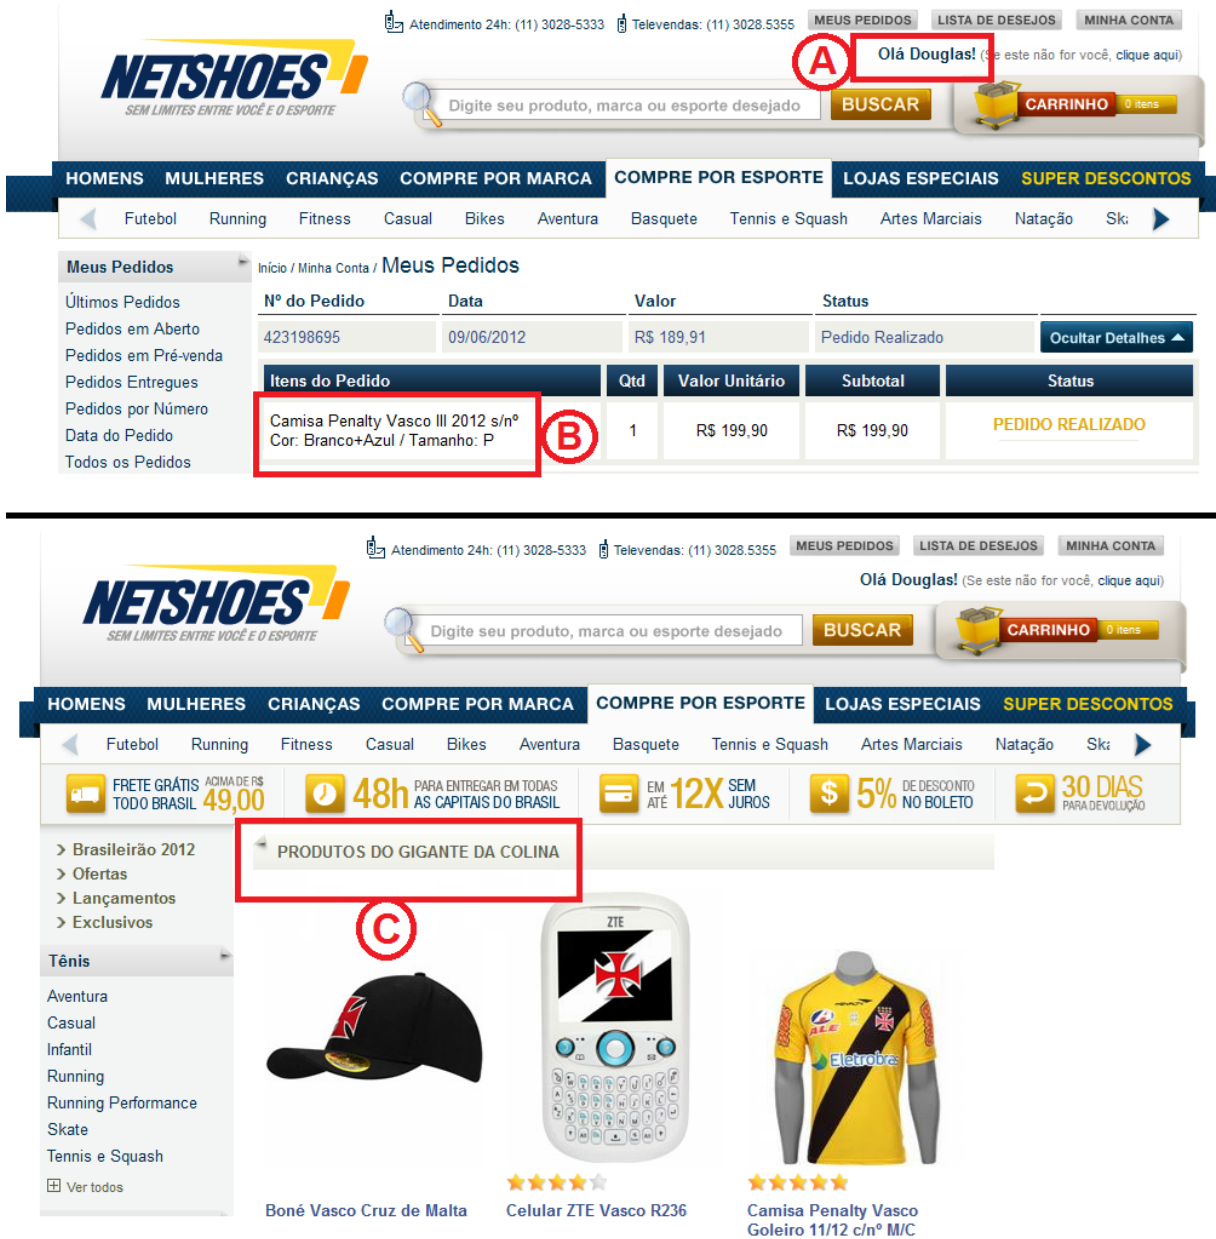 Atendimento 24h: (11) 3028-5333 Televendas: (11) 3028.5355 MEUS PEDIDOS LISTA DE DESEJOS MINHA CONTA
A Olá Douglas! (Se este não for você, clique aqui)
NETSHOES
SEM LIMITES ENTRE VOCÊ E O ESPORTE
Digite seu produto, marca ou esporte desejado BUSCAR CARRINHO 0 itens
HOMENS MULHERES CRIANÇAS COMPRE POR MARCA COMPRE POR ESPORTE LOJAS ESPECIAIS SUPER DESCONTOS
Futebol Running Fitness Casual Bikes Aventura Basquete Tennis e Squash Artes Marciais Natação Sk
Meus Pedidos
Últimos Pedidos
Pedidos em Aberto
Pedidos em Pré-venda
Pedidos Entregues
Pedidos por Número
Data do Pedido
Todos os Pedidos
Início / Minha Conta / Meus Pedidos
Nº do Pedido Data Valor Status
423198695 09/06/2012 R$ 189,91 Pedido Realizado Ocultar Detalhes
Itens do Pedido Qtd Valor Unitário Subtotal Status
Camisa Penalty Vasco III 2012 s/nº
Cor: Branco+Azul / Tamanho: P
B 1 R$ 199,90 R$ 199,90 PEDIDO REALIZADO
Atendimento 24h: (11) 3028-5333 Televendas: (11) 3028.5355 MEUS PEDIDOS LISTA DE DESEJOS MINHA CONTA
Olá Douglas! (Se este não for você, clique aqui)
NETSHOES
SEM LIMITES ENTRE VOCÊ E O ESPORTE
Digite seu produto, marca ou esporte desejado BUSCAR CARRINHO 0 itens
HOMENS MULHERES CRIANÇAS COMPRE POR MARCA COMPRE POR ESPORTE LOJAS ESPECIAIS SUPER DESCONTOS
Futebol Running Fitness Casual Bikes Aventura Basquete Tennis e Squash Artes Marciais Natação Sk
FRETE GRÁTIS ACIMA DE R$
TODO BRASIL 49,00
48h PARA ENTREGAR EM TODAS
AS CAPITAIS DO BRASIL
EM ATÉ 12X SEM JUROS
$ 5% DE DESCONTO
NO BOLETO
30 DIAS
PARA DEVOLUÇÃO
> Brasileirão 2012
> Ofertas
> Lançamentos
> Exclusivos
Tênis
Aventura
Casual
Infantil
Running
Running Performance
Skate
Tennis e Squash
Ver todos
PRODUTOS DO GIGANTE DA COLINA
C
ZTE
ALE
Eletrobras
Boné Vasco Cruz de Malta
Celular ZTE Vasco R236
Camisa Penalty Vasco
Goleiro 11/12 c/nº M/C